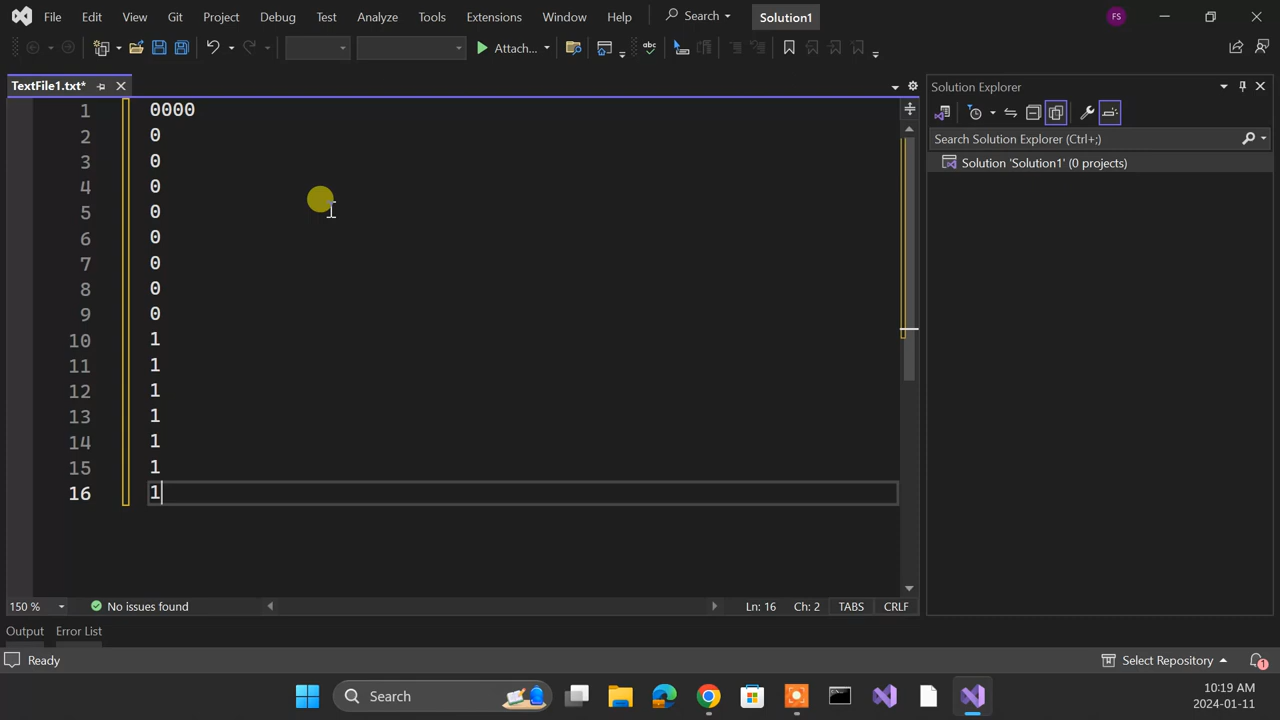 File Edit View Git Project Debug Test Analyze Tools Extensions Window Help Search Solution1 FS
Attach...
TextFile1.txt*
Solution Explorer
Search Solution Explorer (Ctrl+;)
Solution 'Solution1' (0 projects)
1 0000
2 0
3 0
4 0
5 0
6 0
7 0
8 0
9 0
10 1
11 1
12 1
13 1
14 1
15 1
16 1
150 % No issues found Ln: 16 Ch: 2 TABS CRLF
Output Error List
Ready Select Repository 1
Search 10:19 AM
2024-01-11